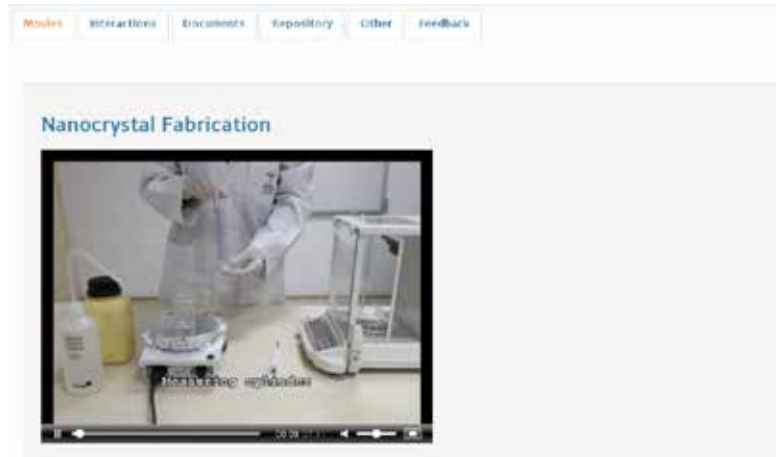 Movies Interactions Documents Repository Other Feedback
Nanocrystal Fabrication
Measuring cylinder